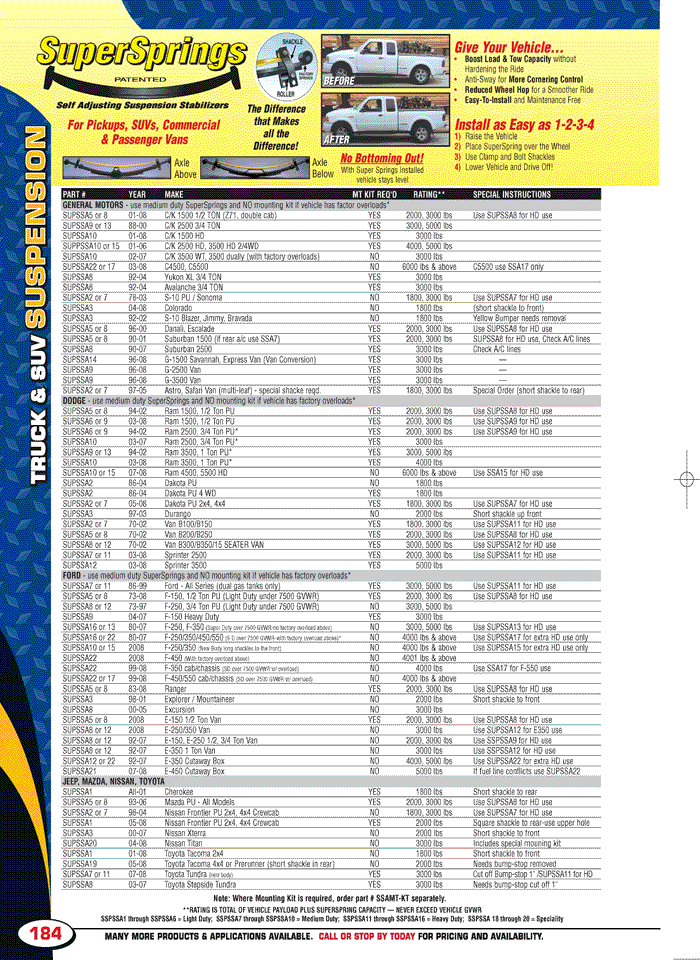 SuperSprings
PATENTED
Self Adjusting Suspension Stabilizers
For Pickups, SUVs, Commercial
& Passenger Vans
Axle
Above
Axle
Below
SHACKLE
ROLLER
The Difference
that Makes
all the
Difference!
BEFORE
AFTER
No Bottoming Out!
With Super Springs installed
vehicle stays level
Give Your Vehicle...
• Boost Load & Tow Capacity without
Hardening the Ride
• Anti-Sway for More Cornering Control
• Reduced Wheel Hop for a Smoother Ride
• Easy-To-Install and Maintenance Free
Install as Easy as 1-2-3-4
1) Raise the Vehicle
2) Place SuperSpring over the Wheel
3) Use Clamp and Bolt Shackles
4) Lower Vehicle and Drive Off!
TRUCK & SUV SUSPENSION
PART # YEAR MAKE MT KIT REQ'D RATING** SPECIAL INSTRUCTIONS
GENERAL MOTORS - use medium duty SuperSprings and NO mounting kit if vehicle has factor overloads*
SUPSSA5 or 8 01-08 C/K 1500 1/2 TON (Z71, double cab) YES 2000, 3000 lbs Use SUPSSA8 for HD use
SUPSSA9 or 13 88-00 C/K 2500 3/4 TON YES 3000, 5000 lbs
SUPSSA10 01-08 C/K 1500 HD YES 3000 lbs
SUPPSSA10 or 15 01-06 C/K 2500 HD, 3500 HD 2/4WD YES 4000, 5000 lbs
SUPSSA10 02-07 C/K 3500 WT, 3500 dually (with factory overloads) NO 3000 lbs
SUPSSA22 or 17 03-08 C4500, C5500 NO 6000 lbs & above C5500 use SSA17 only
SUPSSA8 92-04 Yukon XL 3/4 TON YES 3000 lbs
SUPSSA8 92-04 Avalanche 3/4 TON YES 3000 lbs
SUPSSA2 or 7 78-03 S-10 PU / Sonoma NO 1800, 3000 lbs Use SUPSSA7 for HD use
SUPSSA3 04-08 Colorado NO 1800 lbs (short shackle to front)
SUPSSA3 92-02 S-10 Blazer, Jimmy, Bravada NO 1800 lbs Yellow Bumper needs removal
SUPSSA5 or 8 96-00 Danali, Escalade YES 2000, 3000 lbs Use SUPSSA8 for HD use
SUPSSA5 or 8 90-01 Suburban 1500 (If rear a/c use SSA7) YES 2000, 3000 lbs SUPSSA8 for HD use, Check A/C lines
SUPSSA8 90-07 Suburban 2500 YES 3000 lbs Check A/C lines
SUPSSA14 96-08 G-1500 Savannah, Express Van (Van Conversion) YES 3000 lbs —
SUPSSA9 96-08 G-2500 Van YES 3000 lbs —
SUPSSA9 96-08 G-3500 Van YES 3000 lbs —
SUPSSA2 or 7 97-05 Astro, Safari Van (multi-leaf) - special shacke reqd. YES 1800, 3000 lbs Special Order (short shackle to rear)
DODGE - use medium duty SuperSprings and NO mounting kit if vehicle has factory overloads*
SUPSSA5 or 8 94-02 Ram 1500, 1/2 Ton PU YES 2000, 3000 lbs Use SUPSSA8 for HD use
SUPSSA6 or 9 03-08 Ram 1500, 1/2 Ton PU YES 2000, 3000 lbs Use SUPSSA9 for HD use
SUPSSA6 or 9 94-02 Ram 2500, 3/4 Ton PU* YES 2000, 3000 lbs Use SUPSSA9 for HD use
SUPSSA10 03-07 Ram 2500, 3/4 Ton PU* YES 3000 lbs
SUPSSA9 or 13 94-02 Ram 3500, 1 Ton PU* YES 3000, 5000 lbs
SUPSSA10 03-08 Ram 3500, 1 Ton PU* YES 4000 lbs
SUPSSA10 or 15 07-08 Ram 4500, 5500 HD NO 6000 lbs & above Use SSA15 for HD use
SUPSSA2 86-04 Dakota PU NO 1800 lbs
SUPSSA2 86-04 Dakota PU 4 WD YES 1800 lbs
SUPSSA2 or 7 05-08 Dakota PU 2x4, 4x4 YES 1800, 3000 lbs Use SUPSSA7 for HD use
SUPSSA3 97-03 Durango NO 2000 lbs Short shackle up front
SUPSSA2 or 7 70-02 Van B100/B150 YES 1800, 3000 lbs Use SUPSSA11 for HD use
SUPSSA5 or 8 70-02 Van B200/B250 YES 2000, 3000 lbs Use SUPSSA8 for HD use
SUPSSA8 or 12 70-02 Van B300/B350/15 SEATER VAN YES 3000, 5000 lbs Use SUPSSA12 for HD use
SUPSSA7 or 11 03-08 Sprinter 2500 YES 2000, 3000 lbs Use SUPSSA11 for HD use
SUPSSA12 03-08 Sprinter 3500 YES 5000 lbs
FORD - use medium duty SuperSprings and NO mounting kit if vehicle has factory overloads*
SUPSSA7 or 11 86-99 Ford - All Series (dual gas tanks only) YES 3000, 5000 lbs Use SUPSSA11 for HD use
SUPSSA5 or 8 73-08 F-150, 1/2 Ton PU (Light Duty under 7500 GVWR) YES 2000, 3000 lbs Use SUPSSA8 for HD use
SUPSSA8 or 12 73-97 F-250, 3/4 Ton PU (Light Duty under 7500 GVWR) NO 3000, 5000 lbs
SUPSSA9 04-07 F-150 Heavy Duty YES 3000 lbs
SUPSSA16 or 13 80-07 F-250, F-350 (Super Duty over 7500 GVWR-no factory overload above) NO 3000, 5000 lbs Use SUPSSA13 for HD use
SUPSSA16 or 22 80-07 F-250/350/450/550 (S-D over 7500 GVWR-with factory overload above)* NO 4000 lbs & above Use SUPSSA17 for extra HD use only
SUPSSA10 or 15 2008 F-250/350 (New Body long shackles to the front) NO 4000 lbs & above Use SUPSSA15 for extra HD use only
SUPSSA22 2008 F-450 (With factory overload above) NO 4001 lbs & above
SUPSSA22 99-08 F-350 cab/chassis (SD over 7500 GVWR w/ overload) NO 4000 lbs Use SSA17 for F-550 use
SUPSSA22 or 17 99-08 F-450/550 cab/chassis (SD over 7500 GVWR w/ overload) NO 4000 lbs & above
SUPSSA5 or 8 83-08 Ranger YES 2000, 3000 lbs Use SUPSSA8 for HD use
SUPSSA3 98-01 Explorer / Mountaineer NO 2000 lbs Short shackle to front
SUPSSA8 00-05 Excursion NO 3000 lbs
SUPSSA5 or 8 2008 E-150 1/2 Ton Van YES 2000, 3000 lbs Use SUPSSA8 for HD use
SUPSSA8 or 12 2008 E-250/350 Van NO 3000 lbs Use SUPSSA12 for E350 use
SUPSSA8 or 12 92-07 E-150, E-250 1/2, 3/4 Ton Van NO 2000, 3000 lbs Use SSPSSA9 for HD use
SUPSSA8 or 12 92-07 E-350 1 Ton Van NO 3000 lbs Use SSPSSA12 for HD use
SUPSSA12 or 22 92-07 E-350 Cutaway Box NO 4000, 5000 lbs Use SUPSSA22 for extra HD use
SUPSSA21 07-08 E-450 Cutaway Box NO 5000 lbs If fuel line conflicts use SUPSSA22
JEEP, MAZDA, NISSAN, TOYOTA
SUPSSA1 All-01 Cherokee YES 1800 lbs Short shackle to rear
SUPSSA5 or 8 93-06 Mazda PU - All Models YES 2000, 3000 lbs Use SUPSSA8 for HD use
SUPSSA2 or 7 98-04 Nissan Frontier PU 2x4, 4x4 Crewcab NO 1800, 3000 lbs Use SUPSSA7 for HD use
SUPSSA1 05-08 Nissan Frontier PU 2x4, 4x4 Crewcab YES 2000 lbs Square shackle to rear-use upper hole
SUPSSA3 00-07 Nissan Xterra NO 2000 lbs Short shackle to front
SUPSSA20 04-08 Nissan Titan NO 3000 lbs Includes special mouning kit
SUPSSA1 01-08 Toyota Tacoma 2x4 NO 1800 lbs Short shackle to front
SUPSSA19 05-08 Toyota Tacoma 4x4 or Prerunner (short shackle in rear) NO 2000 lbs Needs bump-stop removed
SUPSSA7 or 11 07-08 Toyota Tundra (new body) YES 3000 lbs Cut off Bump-stop 1"/SUPSSA11 for HD
SUPSSA8 03-07 Toyota Stepside Tundra YES 3000 lbs Needs bump-stop cut off 1"
Note: Where Mounting Kit is required, order part # SSAMT-KT separately.
**RATING IS TOTAL OF VEHICLE PAYLOAD PLUS SUPERSPRING CAPACITY — NEVER EXCEED VEHICLE GVWR
SSPSSA1 through SUPSSA6 = Light Duty; SSPSSA7 through SSPSSA10 = Medium Duty; SSPSSA11 through SSPSSA16 = Heavy Duty; SSPSSA 18 through 20 = Speciality
184
MANY MORE PRODUCTS & APPLICATIONS AVAILABLE. CALL OR STOP BY TODAY FOR PRICING AND AVAILABILITY.